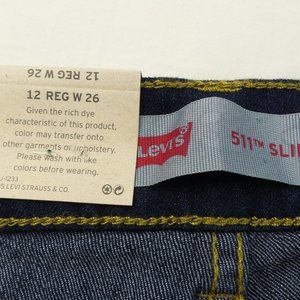 12 REG W 26
12 REG W 26
Given the rich dye
characteristic of this product,
color may transfer onto
other garments or upholstery.
Please wash with like
colors before wearing.
LEVI STRAUSS & CO.
Levi's
511™ SLI